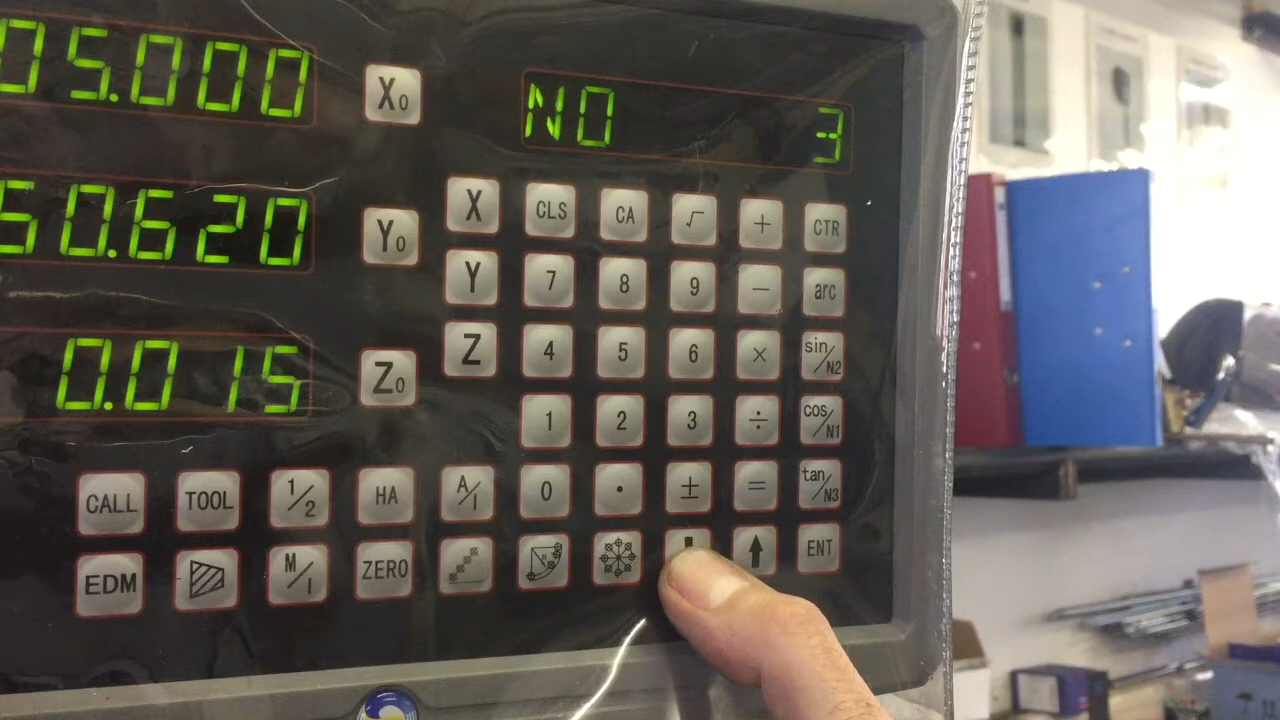 05.000 X0 NO 3
50.620 Y0
0.015 Z0
X CLS CA √ + CTR
Y 7 8 9 − arc
Z 4 5 6 × sin/N2
1 2 3 ÷ cos/N1
CALL TOOL 1/2 HA A/I 0 . ± = tan/N3
EDM M/I ZERO ENT